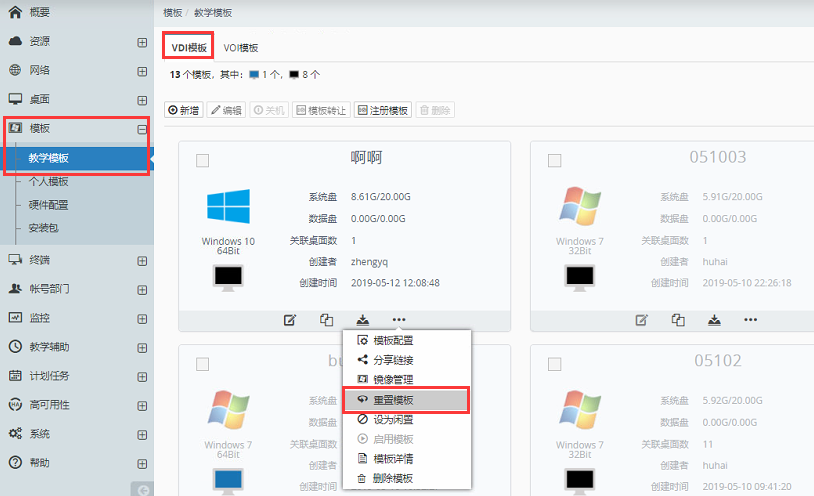 概要
资源
网络
桌面
模板
教学模板
个人模板
硬件配置
安装包
终端
帐号部门
监控
教学辅助
计划任务
高可用性
系统
帮助
模板 / 教学模板
VDI模板 VOI模板
13 个模板，其中： 1 个， 8 个
新增 编辑 关机 模板转让 注册模板 删除
啊啊
Windows 10
64Bit
系统盘 8.61G/20.00G
数据盘 0.00G/0.00G
关联桌面数 1
创建者 zhengyq
创建时间 2019-05-12 12:08:48
051003
Windows 7
32Bit
系统盘 5.91G/20.00G
数据盘 0.00G/0.00G
关联桌面数 1
创建者 huhai
创建时间 2019-05-10 22:26:18
模板配置
分享链接
镜像管理
重置模板
设为闲置
启用模板
模板详情
删除模板
Windows 7
64Bit
系统盘
数据盘
关联桌面数
创建者
创建时间
05102
Windows 7
32Bit
系统盘 5.92G/20.00G
数据盘 0.00G/0.00G
关联桌面数 11
创建者 huhai
创建时间 2019-05-10 09:41:20